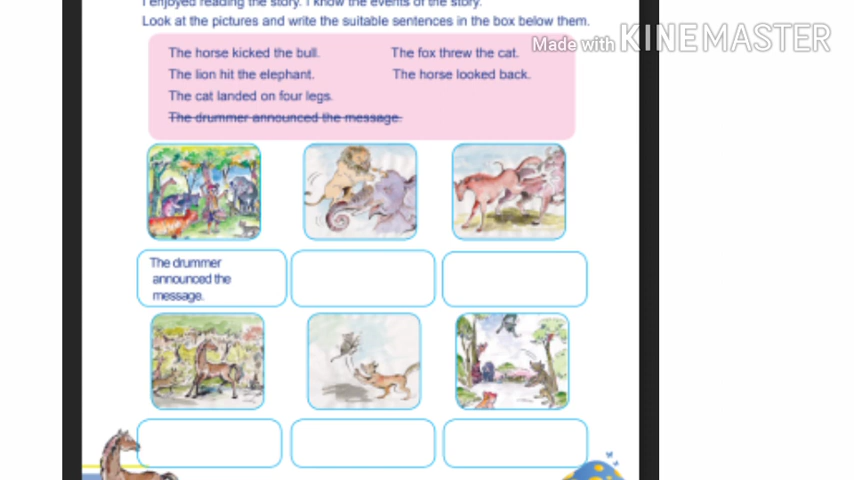 I enjoyed reading the story. I know the events of the story.
Look at the pictures and write the suitable sentences in the box below them.
Made with KINEMASTER
The horse kicked the bull. The fox threw the cat.
The lion hit the elephant. The horse looked back.
The cat landed on four legs.
The drummer announced the message.
The drummer
announced the
message.